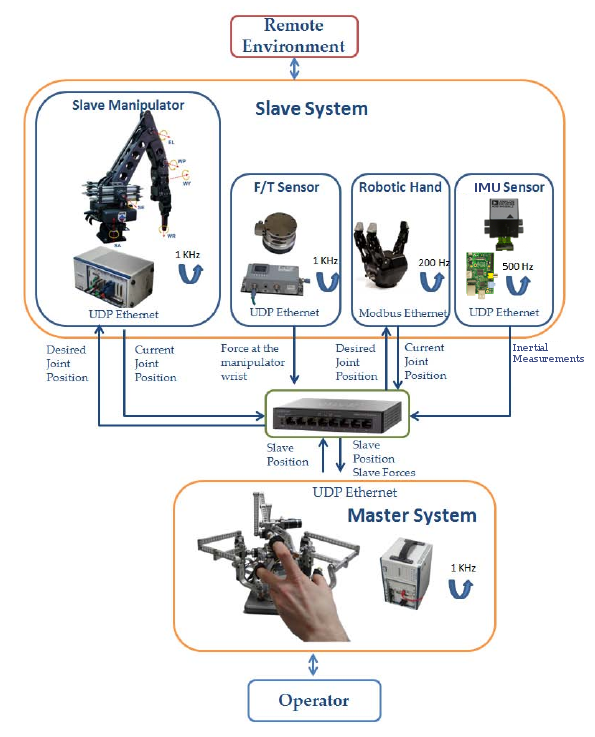 Remote
Environment
Slave Manipulator
Slave System
EL
WP
WY
SE
SA
WR
1 KHz
UDP Ethernet
F/T Sensor
1 KHz
UDP Ethernet
Robotic Hand
200 Hz
Modbus Ethernet
IMU Sensor
500 Hz
UDP Ethernet
Desired
Joint
Position
Current
Joint
Position
Force at the
manipulator
wrist
Desired
Joint
Position
Current
Joint
Position
Inertial
Measurements
Slave
Position
Slave
Position
Slave Forces
UDP Ethernet
Master System
1 KHz
Operator